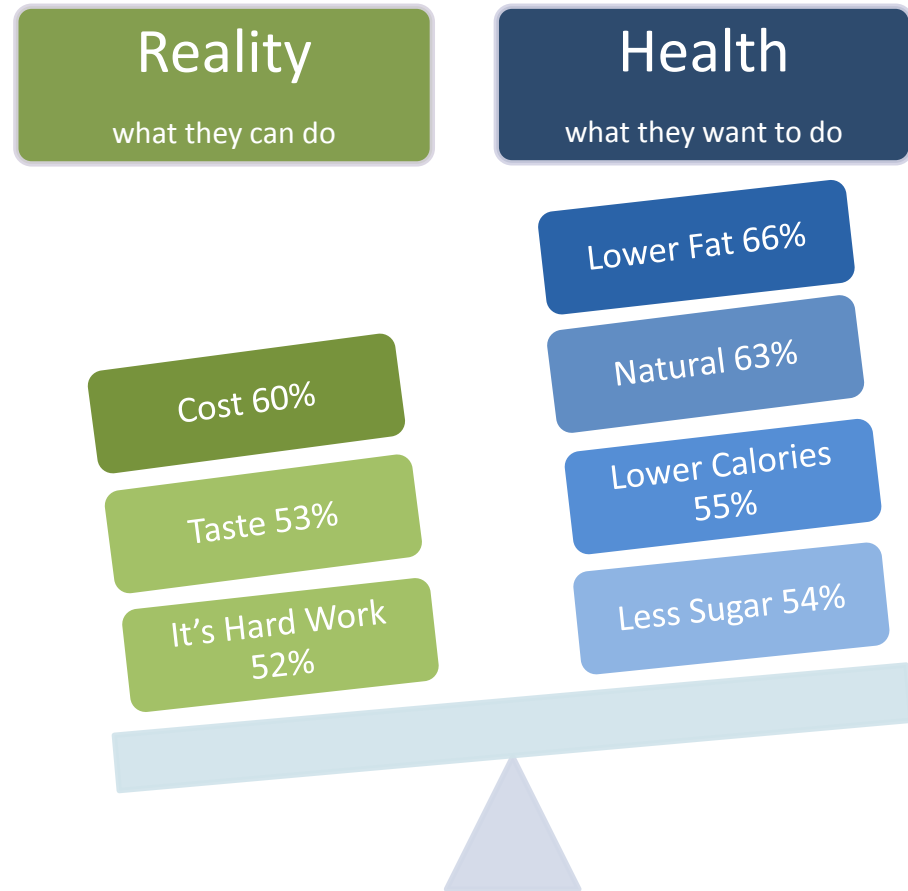 Reality
what they can do
Health
what they want to do
Cost 60%
Taste 53%
It’s Hard Work
52%
Lower Fat 66%
Natural 63%
Lower Calories
55%
Less Sugar 54%